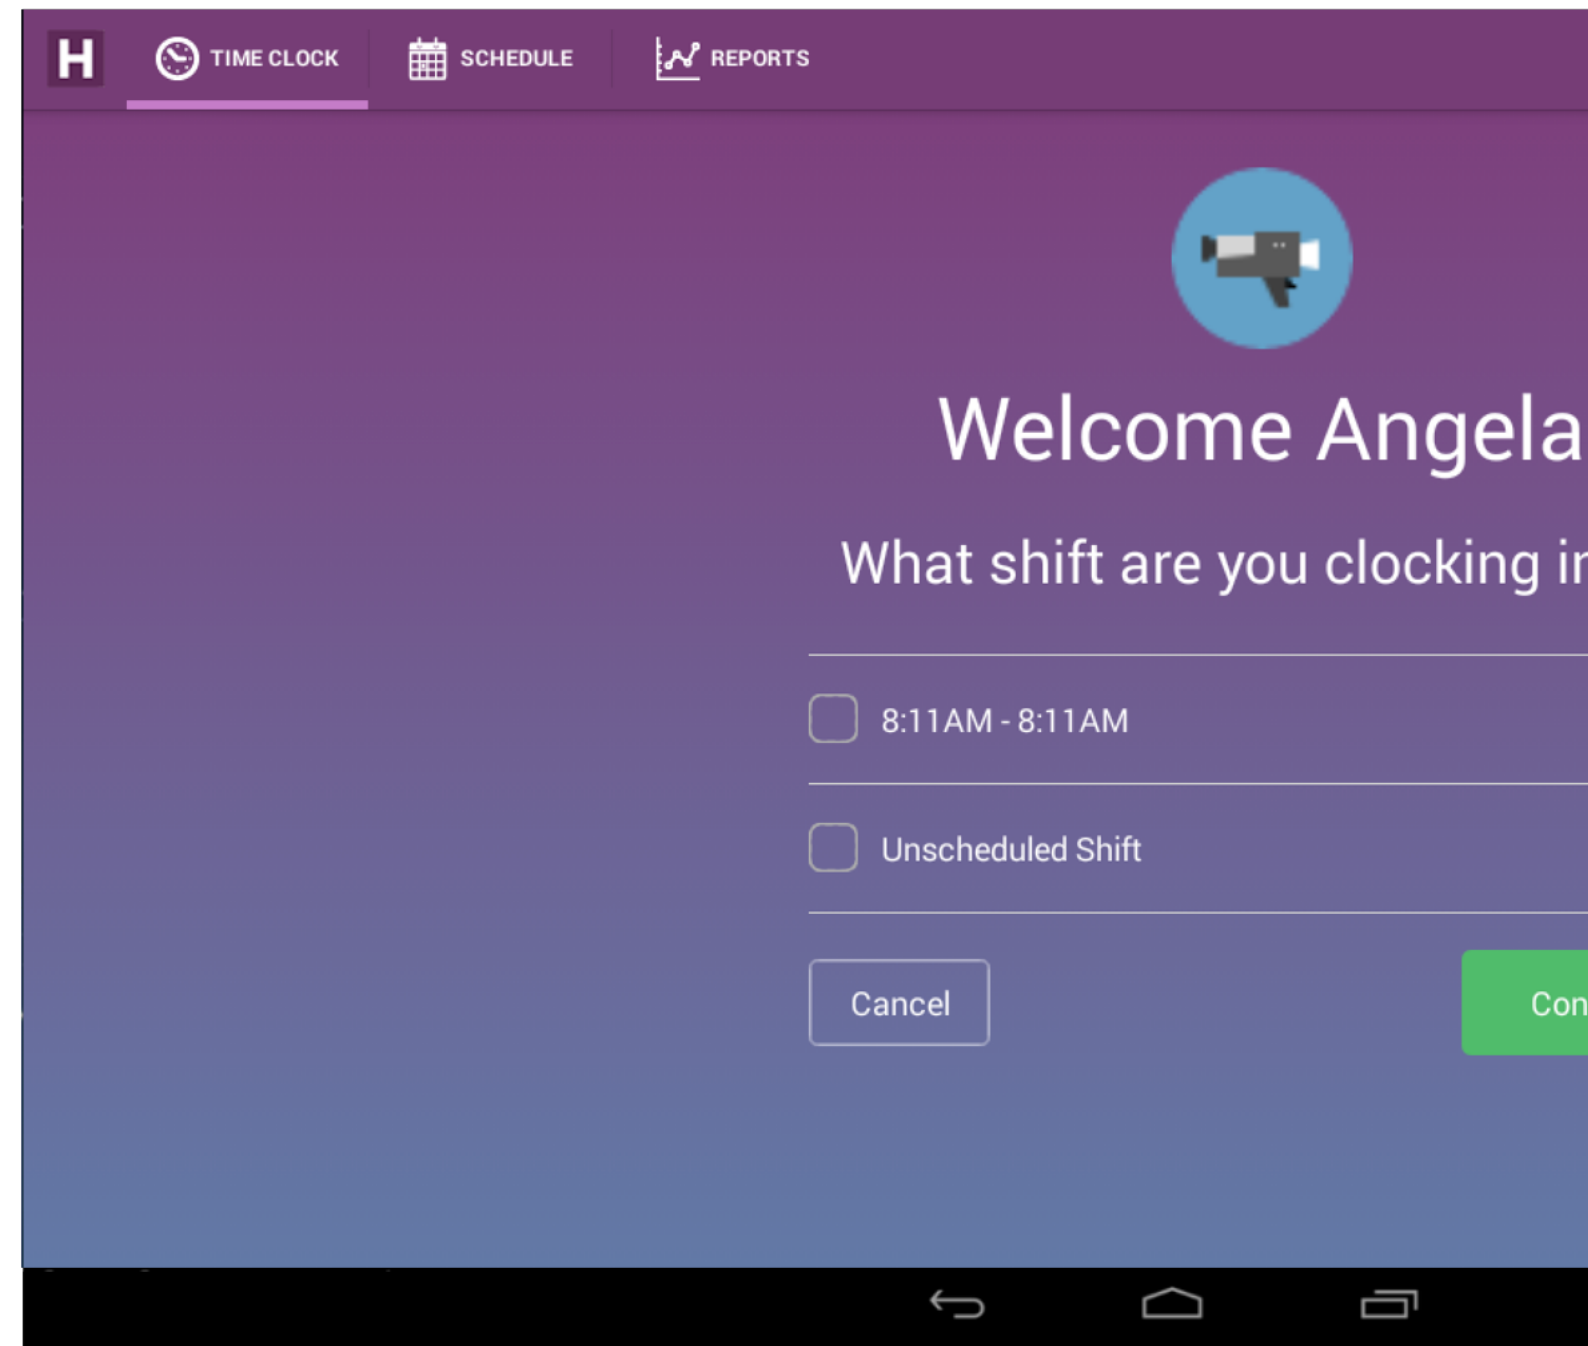 H TIME CLOCK SCHEDULE REPORTS
Welcome Angela
What shift are you clocking in
8:11AM - 8:11AM
Unscheduled Shift
Cancel Con